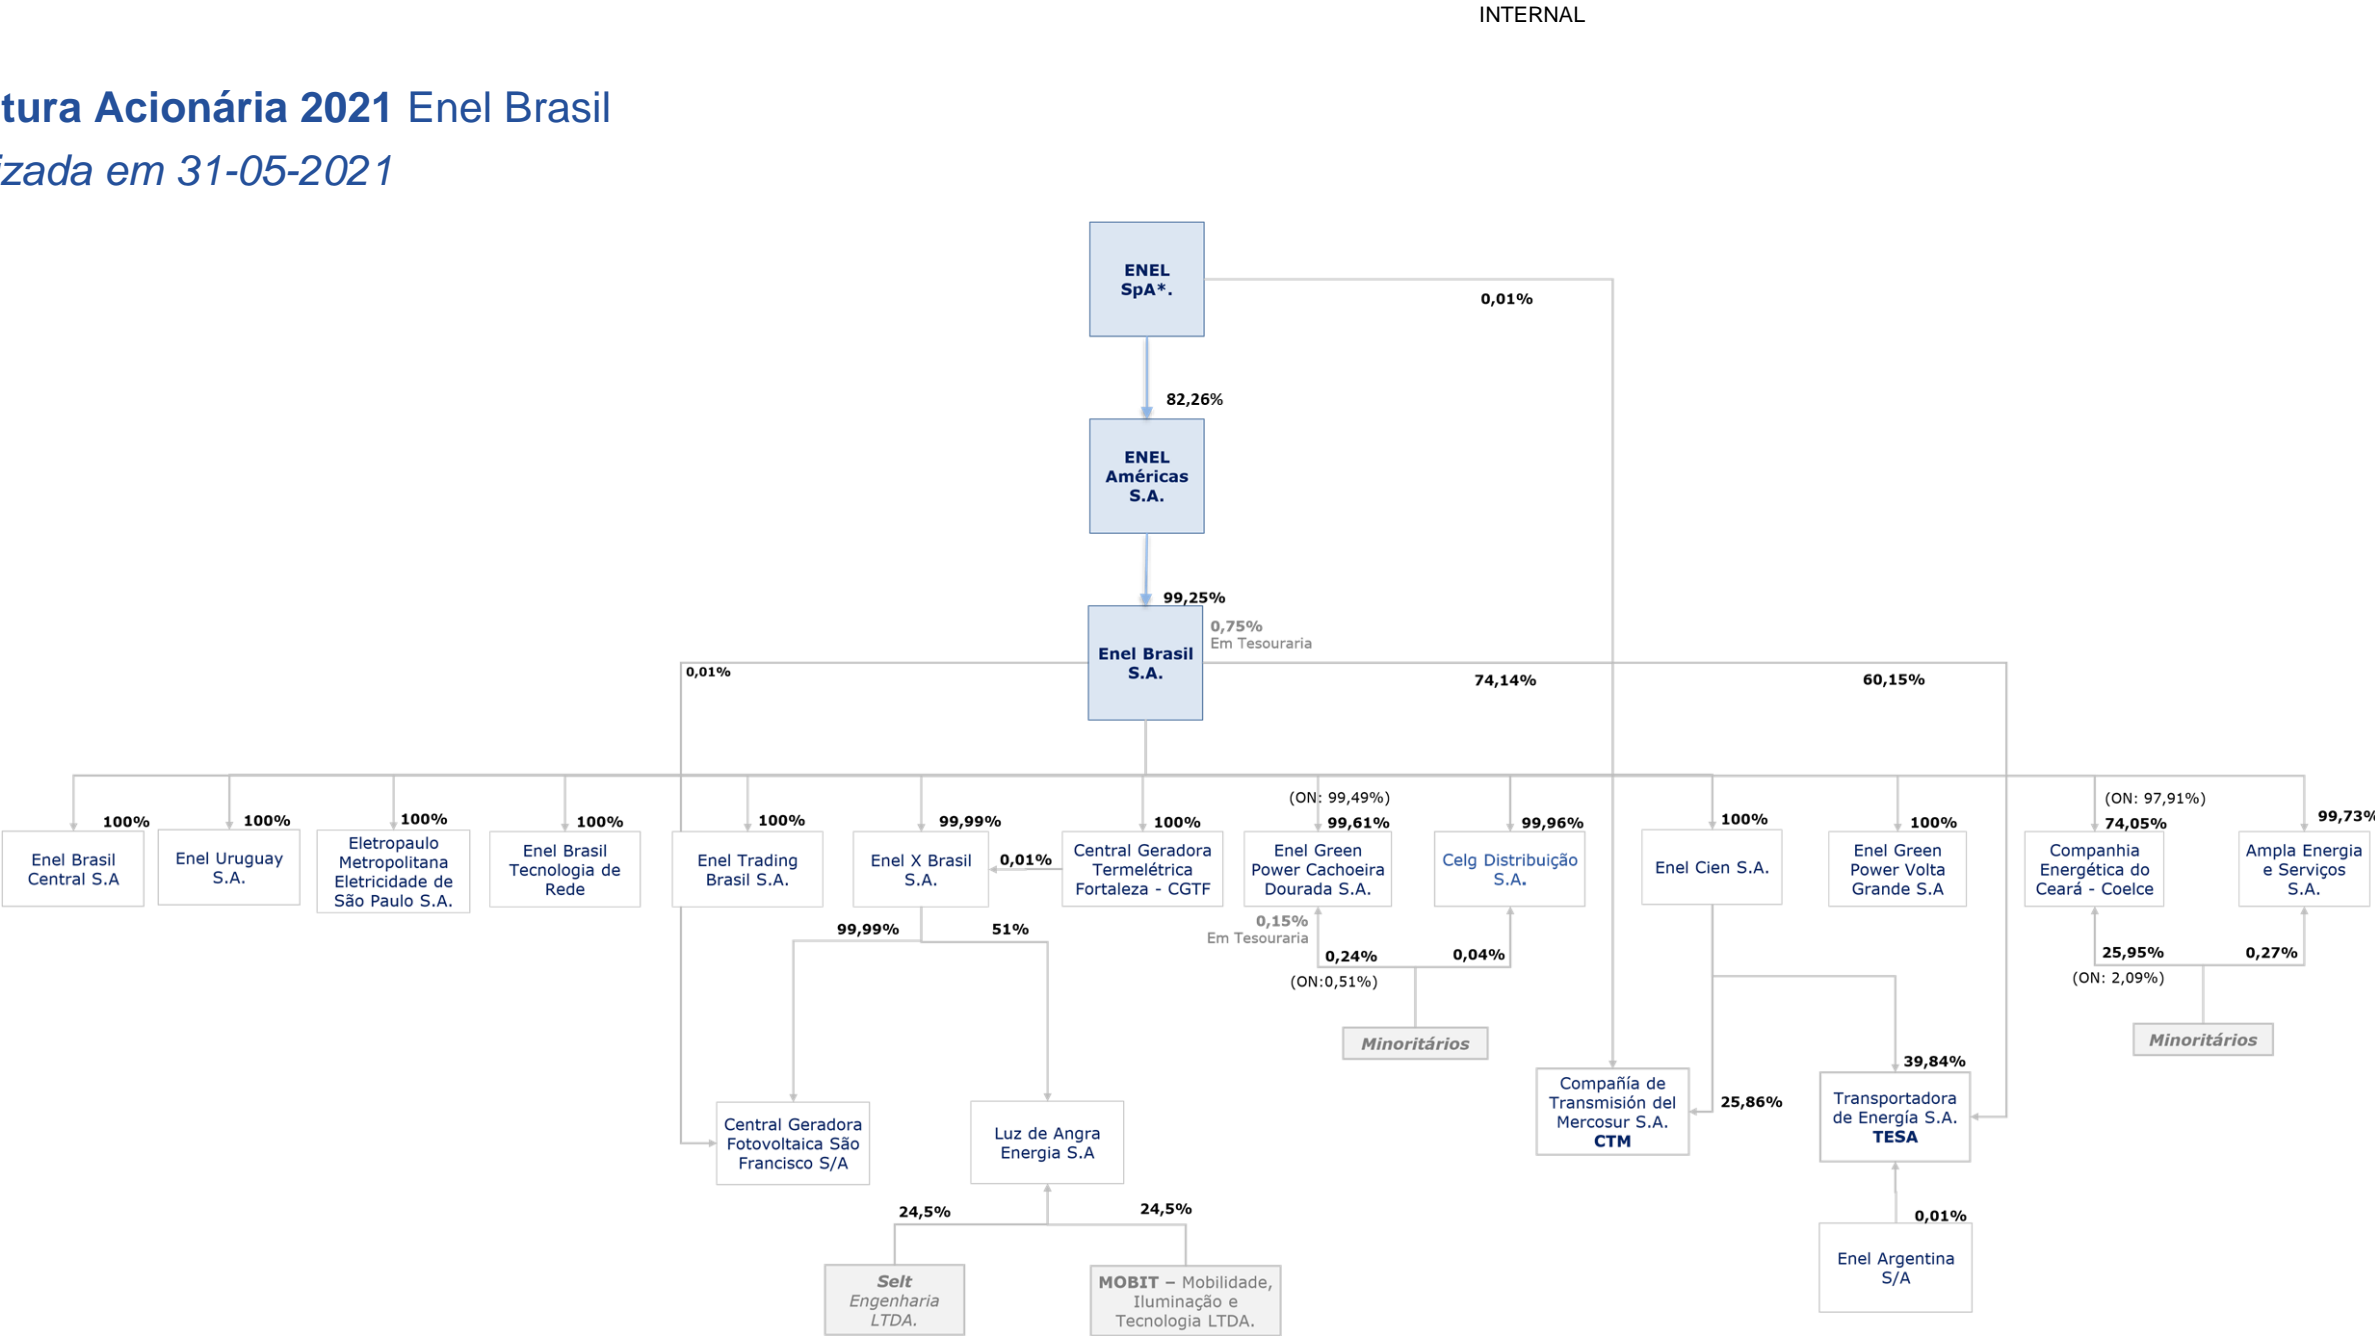 INTERNAL
tura Acionária 2021 Enel Brasil
izada em 31-05-2021
ENEL
SpA*.
0,01%
82,26%
ENEL
Américas
S.A.
99,25%
0,75%
Em Tesouraria
Enel Brasil
S.A.
0,01%
74,14%
60,15%
(ON: 99,49%)
(ON: 97,91%)
100%
100%
100%
100%
100%
99,99%
100%
99,61%
99,96%
100%
100%
74,05%
99,73%
Enel Brasil
Central S.A
Enel Uruguay
S.A.
Eletropaulo
Metropolitana
Eletricidade de
São Paulo S.A.
Enel Brasil
Tecnologia de
Rede
Enel Trading
Brasil S.A.
Enel X Brasil
S.A.
0,01%
Central Geradora
Termelétrica
Fortaleza - CGTF
Enel Green
Power Cachoeira
Dourada S.A.
Celg Distribuição
S.A.
Enel Cien S.A.
Enel Green
Power Volta
Grande S.A
Companhia
Energética do
Ceará - Coelce
Ampla Energia
e Serviços
S.A.
99,99%
51%
0,15%
Em Tesouraria
0,24%
0,04%
(ON:0,51%)
25,95%
0,27%
(ON: 2,09%)
Minoritários
Minoritários
39,84%
25,86%
Central Geradora
Fotovoltaica São
Francisco S/A
Luz de Angra
Energia S.A
Compañía de
Transmisión del
Mercosur S.A.
CTM
Transportadora
de Energía S.A.
TESA
24,5%
24,5%
0,01%
Selt
Engenharia
LTDA.
MOBIT – Mobilidade,
Iluminação e
Tecnologia LTDA.
Enel Argentina
S/A